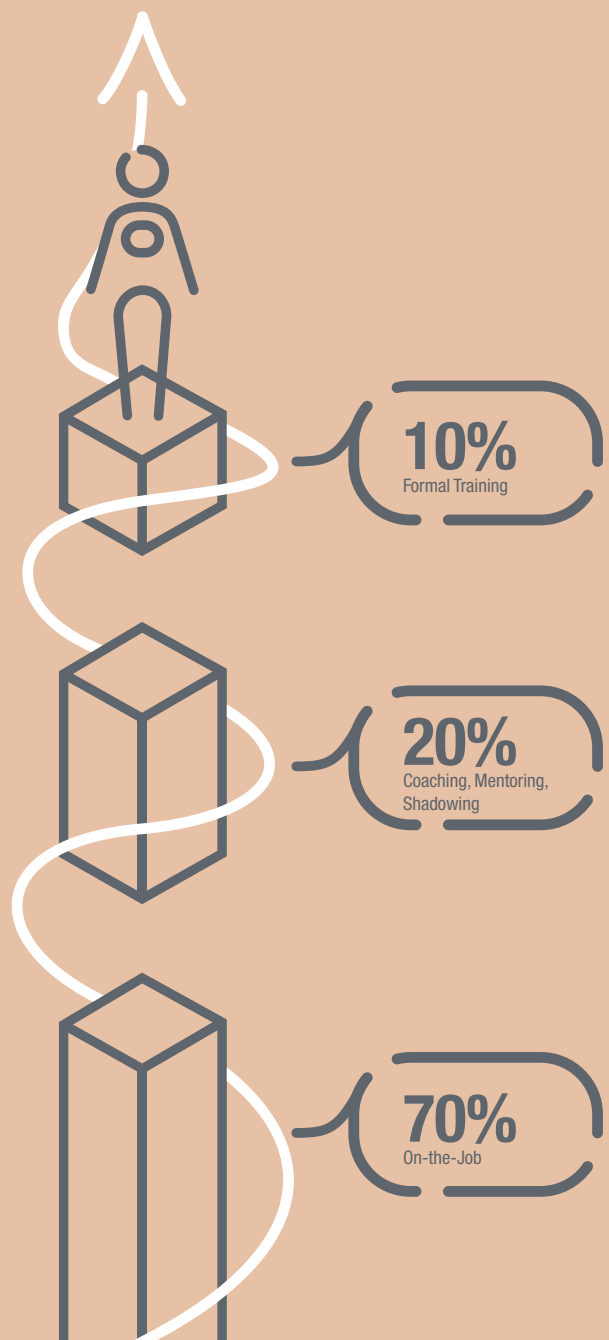 10%
Formal Training
20%
Coaching, Mentoring,
Shadowing
70%
On-the-Job